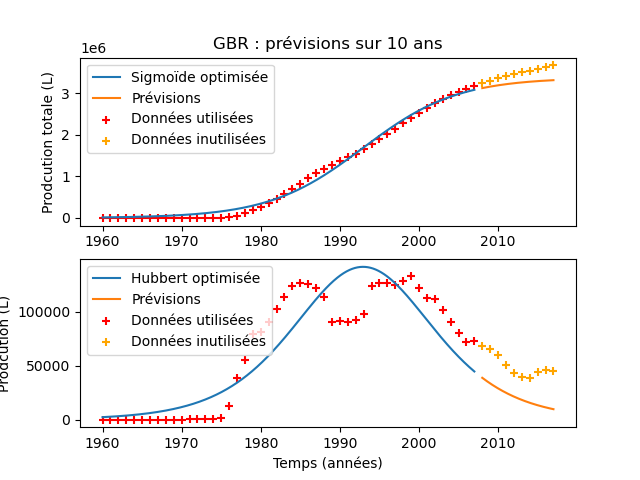 GBR : prévisions sur 10 ans
1e6
Prodcution totale (L)
3
2
1
0
Sigmoïde optimisée
Prévisions
Données utilisées
Données inutilisées
1960 1970 1980 1990 2000 2010
Prodcution (L)
100000
50000
0
Hubbert optimisée
Prévisions
Données utilisées
Données inutilisées
1960 1970 1980 1990 2000 2010
Temps (années)